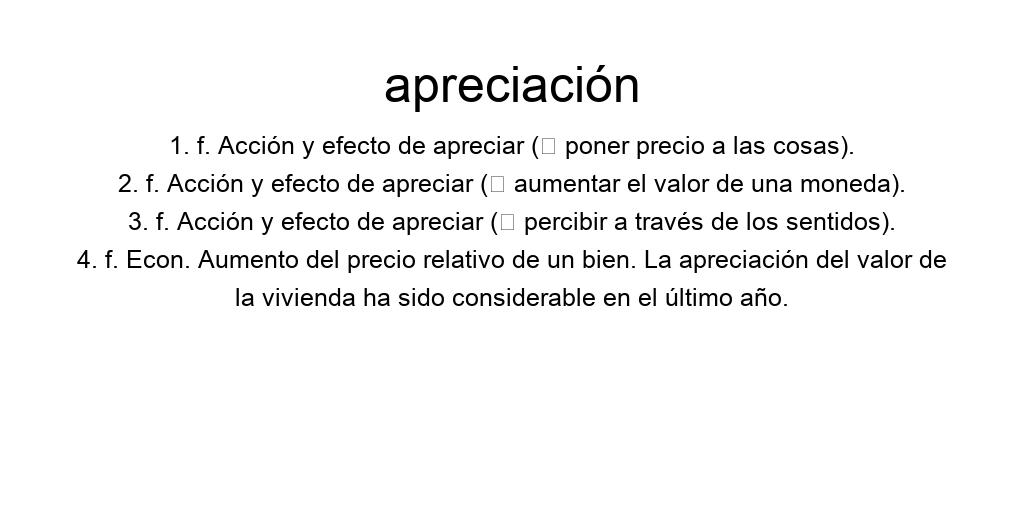 apreciación
1. f. Acción y efecto de apreciar (□ poner precio a las cosas).
2. f. Acción y efecto de apreciar (□ aumentar el valor de una moneda).
3. f. Acción y efecto de apreciar (□ percibir a través de los sentidos).
4. f. Econ. Aumento del precio relativo de un bien. La apreciación del valor de
la vivienda ha sido considerable en el último año.